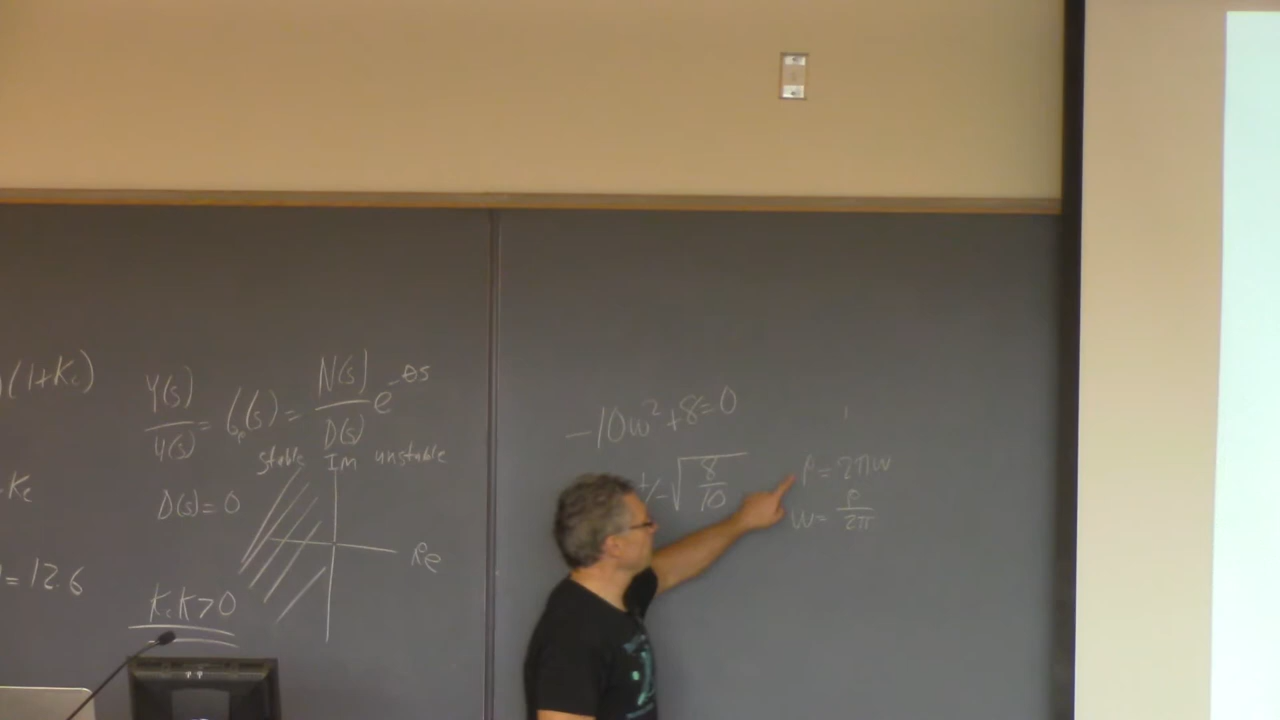 (1+Kc)
Kc
= 12.6
Y(s)/U(s) = Gp(s) = N(s)/D(s) e^-θs
stable Im unstable
D(s) = 0
Re
KcK > 0
-10w² + 8 = 0
+/- √8/10
P = 2πw
w = P/2π